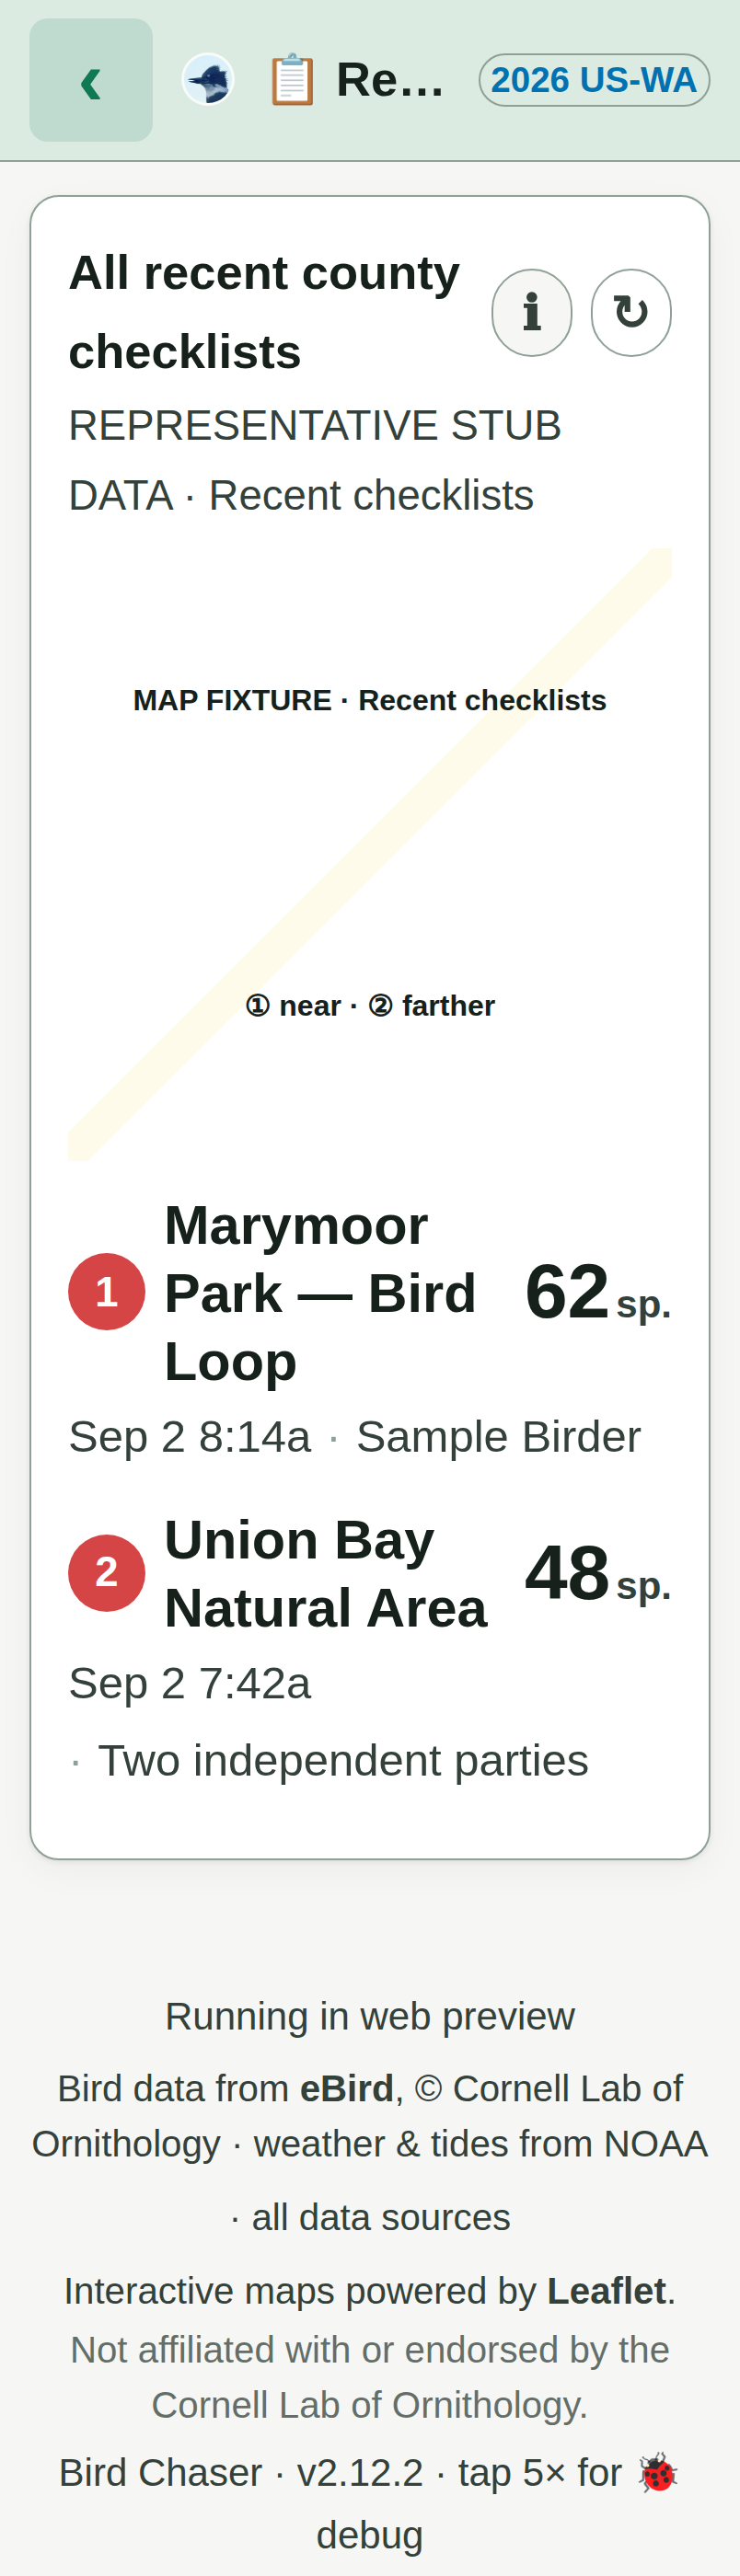 ‹ 📋 Re… 2026 US-WA
All recent county
checklists
ℹ ↻
REPRESENTATIVE STUB
DATA · Recent checklists
MAP FIXTURE · Recent checklists
① near · ② farther
1 Marymoor
Park — Bird
Loop
62 sp.
Sep 2 8:14a · Sample Birder
2 Union Bay
Natural Area
48 sp.
Sep 2 7:42a
· Two independent parties
Running in web preview
Bird data from eBird, © Cornell Lab of
Ornithology · weather & tides from NOAA
· all data sources
Interactive maps powered by Leaflet.
Not affiliated with or endorsed by the
Cornell Lab of Ornithology.
Bird Chaser · v2.12.2 · tap 5× for 🐞
debug